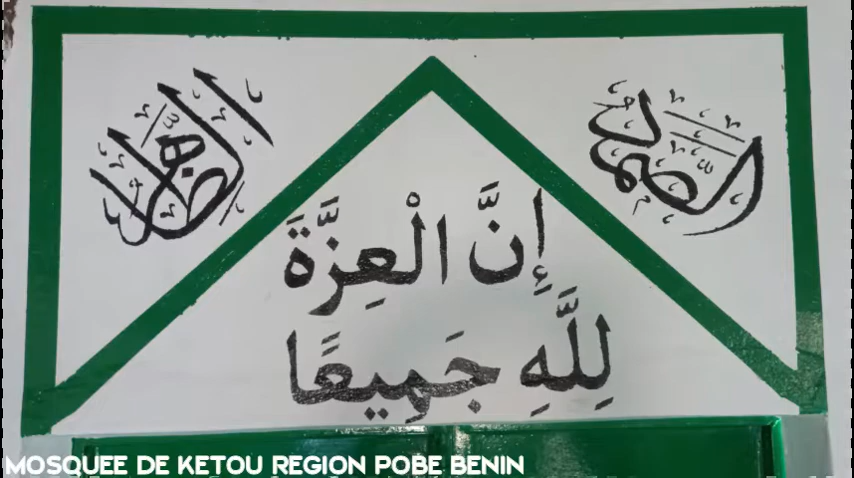 الصمد
الظاهر
إِنَّ الْعِزَّةَ
لِلَّهِ جَمِيعًا
MOSQUEE DE KETOU REGION POBE BENIN